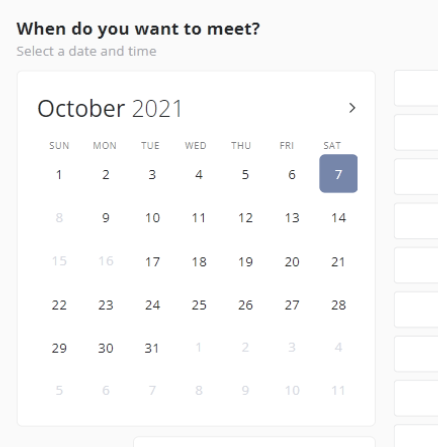 When do you want to meet?
Select a date and time
October 2021
SUN MON TUE WED THU FRI SAT
1 2 3 4 5 6 7
8 9 10 11 12 13 14
15 16 17 18 19 20 21
22 23 24 25 26 27 28
29 30 31 1 2 3 4
5 6 7 8 9 10 11